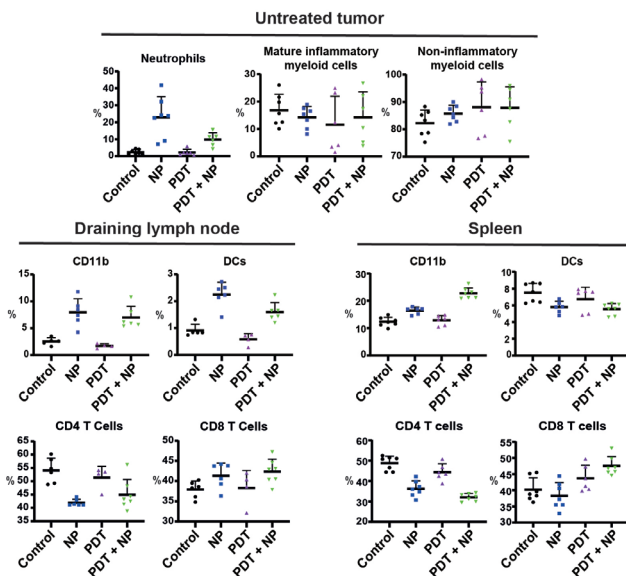 Untreated tumor
Neutrophils
%
50
40
30
20
10
0
Control
NP
PDT
PDT + NP
Mature inflammatory
myeloid cells
%
30
20
10
0
Control
NP
PDT
PDT + NP
Non-inflammatory
myeloid cells
%
100
90
80
70
Control
NP
PDT
PDT + NP
Draining lymph node
CD11b
%
15
10
5
0
Control
NP
PDT
PDT + NP
DCs
%
3
2
1
0
Control
NP
PDT
PDT + NP
CD4 T Cells
%
65
60
55
50
45
40
35
Control
NP
PDT
PDT + NP
CD8 T Cells
%
50
45
40
35
30
Control
NP
PDT
PDT + NP
Spleen
CD11b
%
30
20
10
0
Control
NP
PDT
PDT + NP
DCs
%
10
8
6
4
2
0
Control
NP
PDT
PDT + NP
CD4 T cells
%
60
50
40
30
20
Control
NP
PDT
PDT + NP
CD8 T Cells
%
55
50
45
40
35
30
Control
NP
PDT
PDT + NP